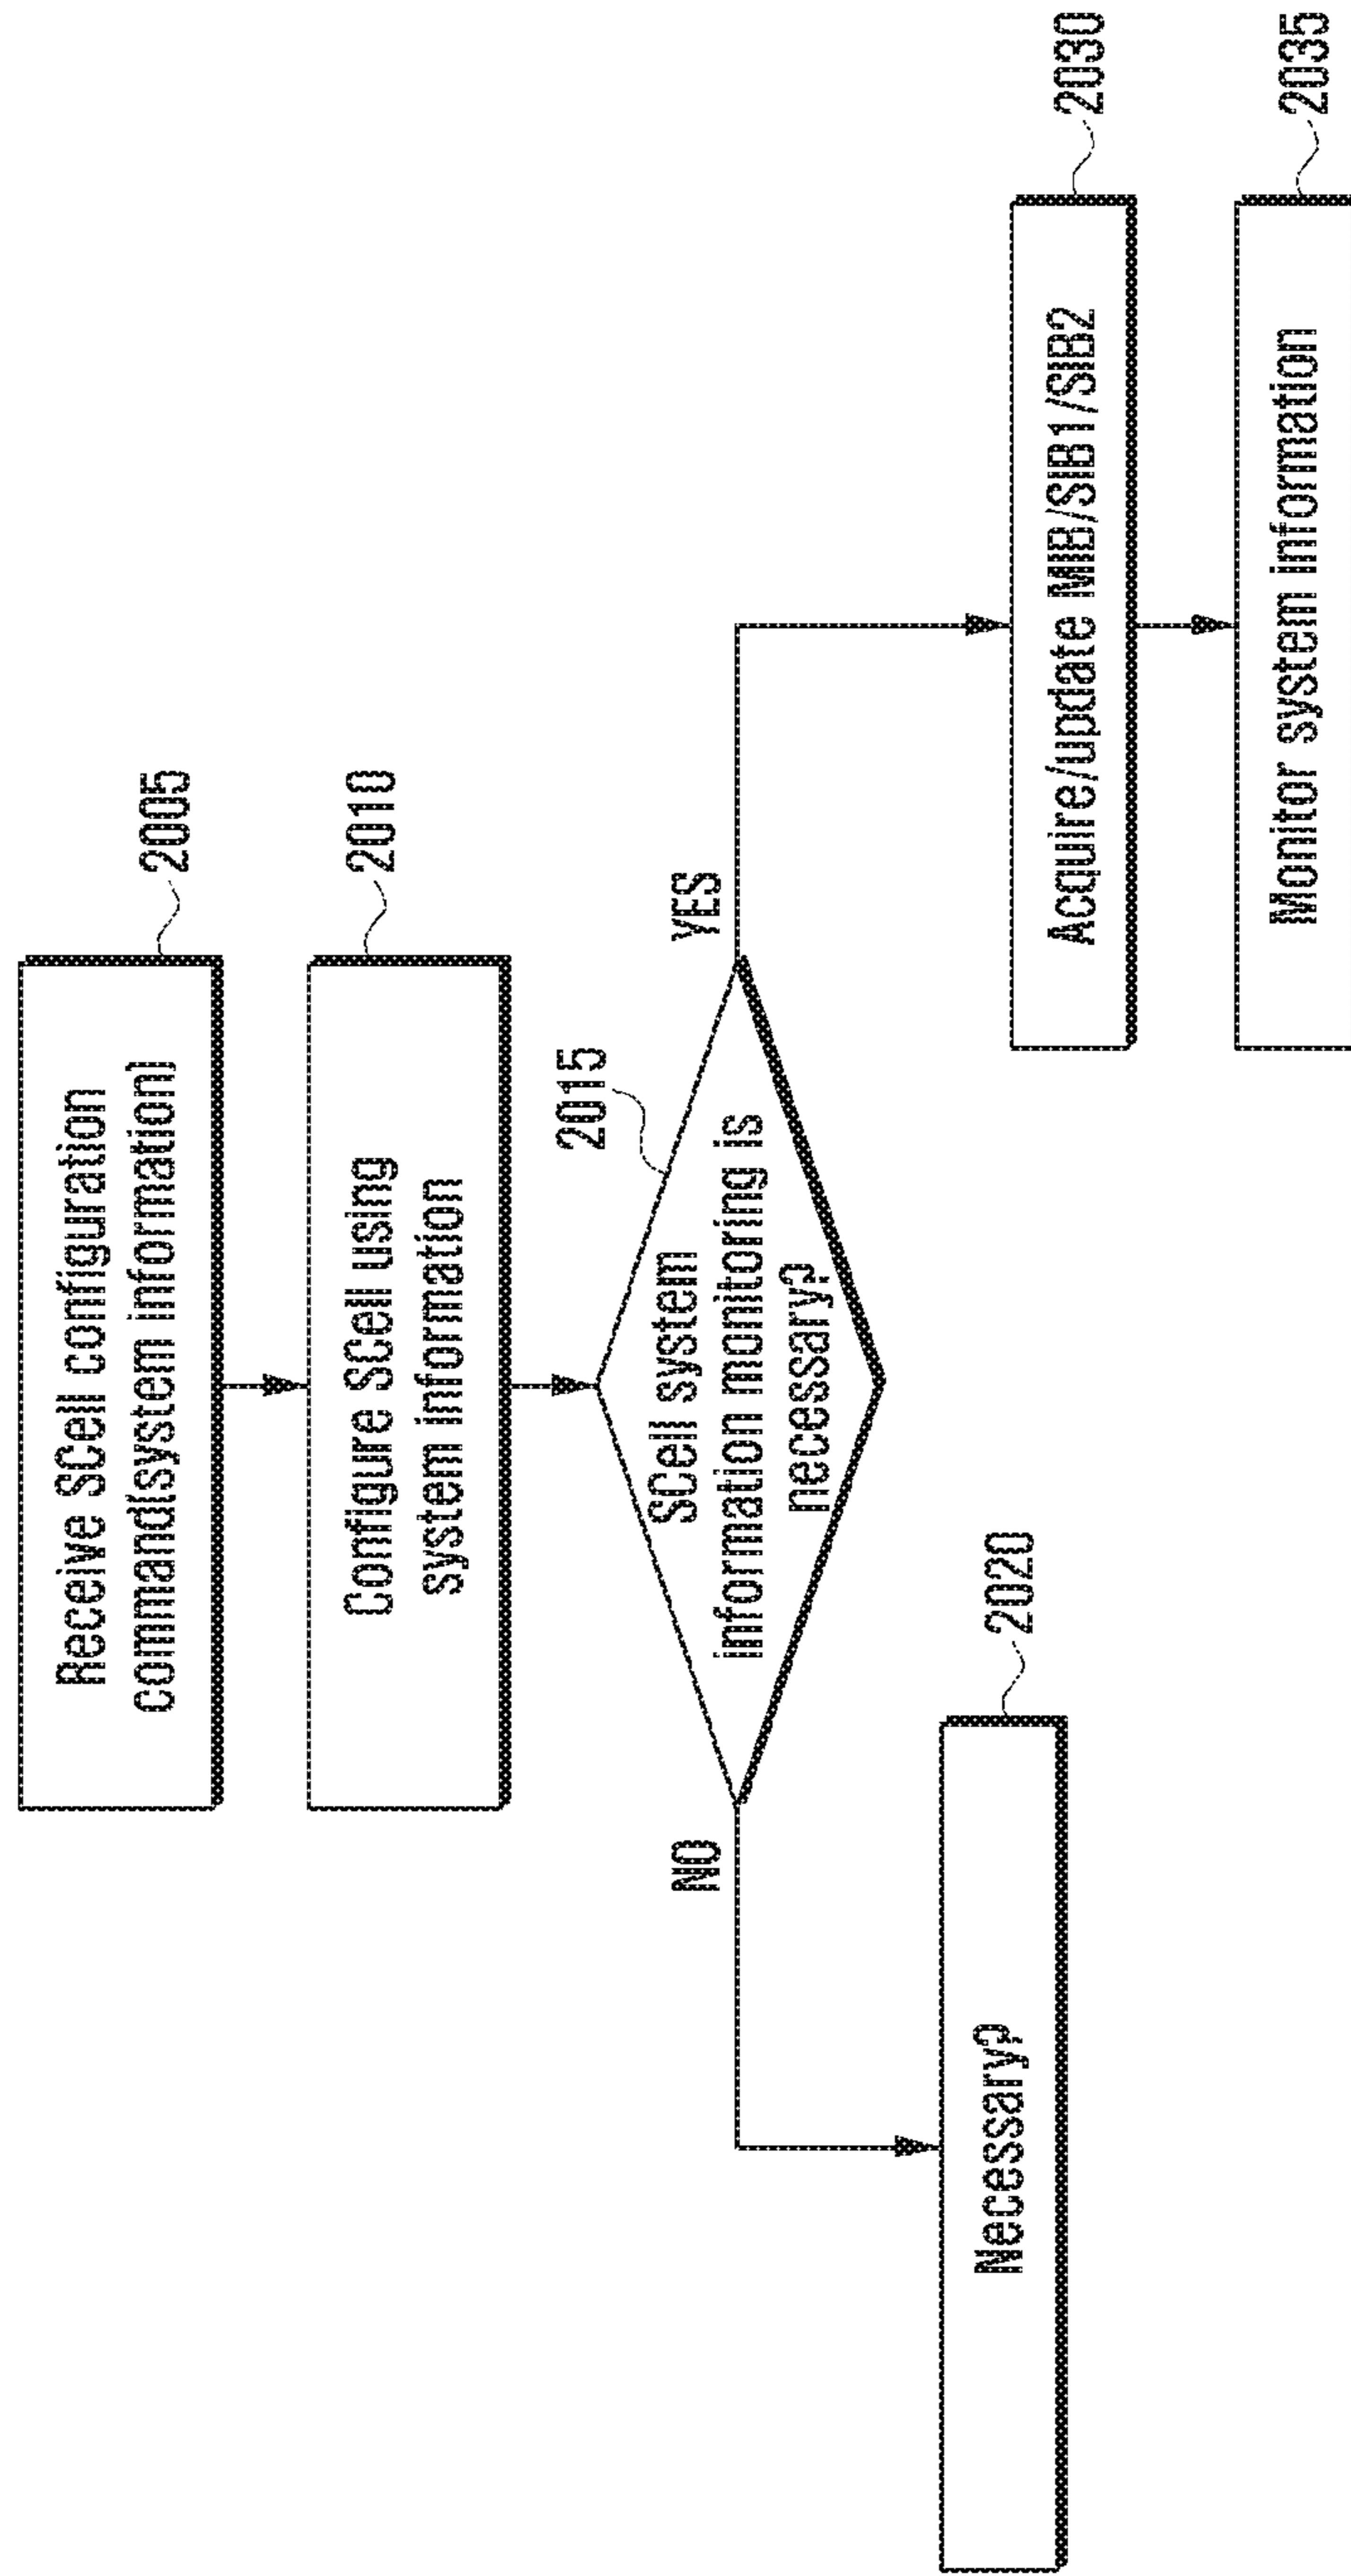 Receive SCell configuration
command(system information)
2005
Configure SCell using
system information
2010
2015
SCell system
information monitoring is
necessary?
NO
YES
Necessary?
2020
Acquire/update MIB/SIB1/SIB2
2030
Monitor system information
2035